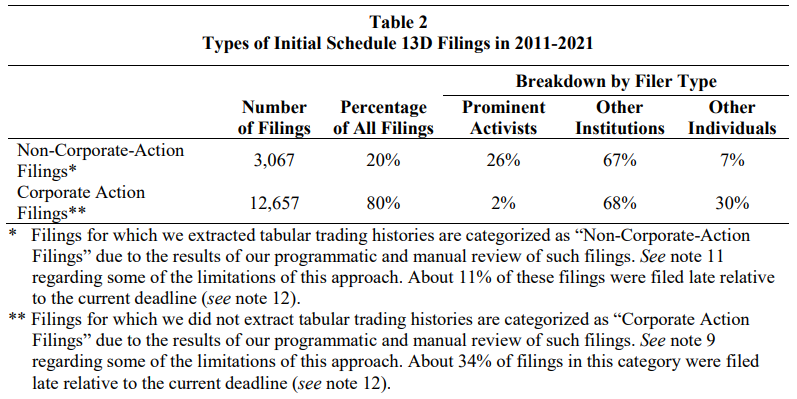 Table 2
Types of Initial Schedule 13D Filings in 2011-2021
Breakdown by Filer Type
Number of Filings Percentage of All Filings Prominent Activists Other Institutions Other Individuals
Non-Corporate-Action Filings* 3,067 20% 26% 67% 7%
Corporate Action Filings** 12,657 80% 2% 68% 30%
* Filings for which we extracted tabular trading histories are categorized as “Non-Corporate-Action
Filings” due to the results of our programmatic and manual review of such filings. See note 11
regarding some of the limitations of this approach. About 11% of these filings were filed late relative
to the current deadline (see note 12).
** Filings for which we did not extract tabular trading histories are categorized as “Corporate Action
Filings” due to the results of our programmatic and manual review of such filings. See note 9
regarding some of the limitations of this approach. About 34% of filings in this category were filed
late relative to the current deadline (see note 12).